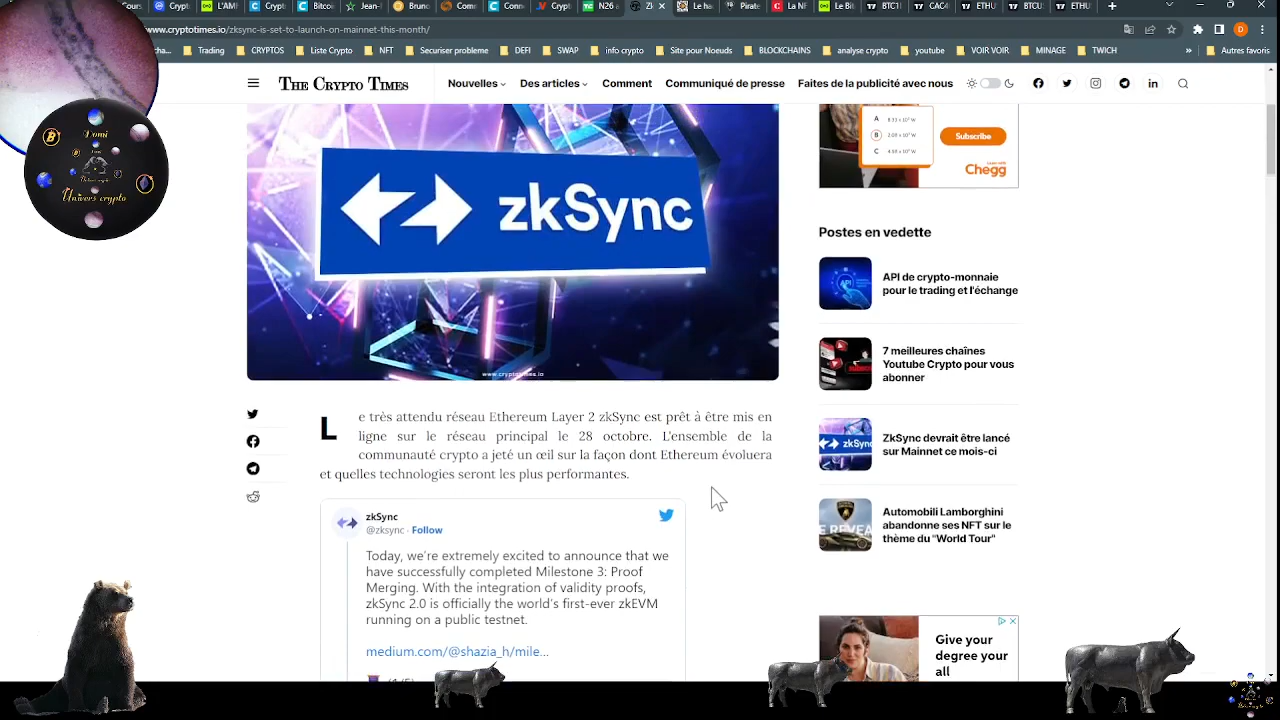 www.cryptotimes.io/zksync-is-set-to-launch-on-mainnet-this-month/
Trading
CRYPTOS
Liste Crypto
NFT
Securiser probleme
DEFI
SWAP
info crypto
Site pour Noeuds
BLOCKCHAINS
analyse crypto
youtube
VOIR VOIR
MINAGE
TWICH
»
Autres favoris
THE CRYPTO TIMES
Nouvelles
Des articles
Comment
Communiqué de presse
Faites de la publicité avec nous
Domi
Univers crypto
zkSync
www.cryptotimes.io
A
B
C
Subscribe
Chegg
Postes en vedette
API de crypto-monnaie
pour le trading et l'échange
7 meilleures chaînes
Youtube Crypto pour vous
abonner
ZkSync devrait être lancé
sur Mainnet ce mois-ci
Automobili Lamborghini
abandonne ses NFT sur le
thème du "World Tour"
Le très attendu réseau Ethereum Layer 2 zkSync est prêt à être mis en
ligne sur le réseau principal le 28 octobre. L'ensemble de la
communauté crypto a jeté un œil sur la façon dont Ethereum évoluera
et quelles technologies seront les plus performantes.
zkSync
@zksync · Follow
Today, we're extremely excited to announce that we
have successfully completed Milestone 3: Proof
Merging. With the integration of validity proofs,
zkSync 2.0 is officially the world's first-ever zkEVM
running on a public testnet.
medium.com/@shazia_h/mile...
Give your
degree your
all